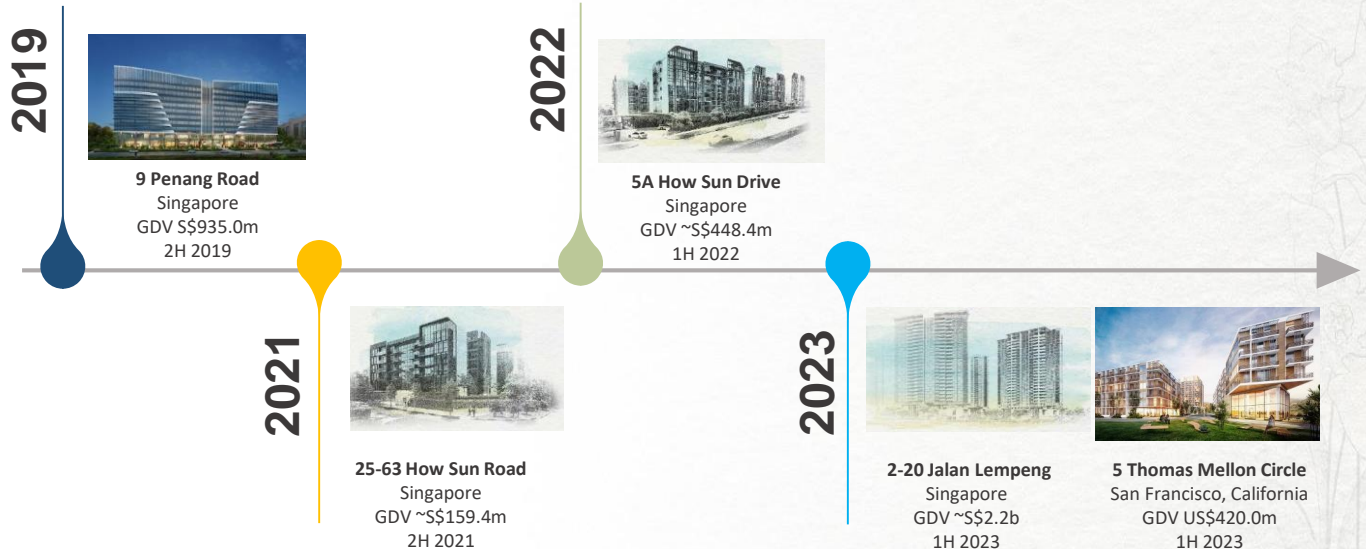 2019
9 Penang Road
Singapore
GDV S$935.0m
2H 2019
2021
25-63 How Sun Road
Singapore
GDV ~S$159.4m
2H 2021
2022
5A How Sun Drive
Singapore
GDV ~S$448.4m
1H 2022
2023
2-20 Jalan Lempeng
Singapore
GDV ~S$2.2b
1H 2023
5 Thomas Mellon Circle
San Francisco, California
GDV US$420.0m
1H 2023